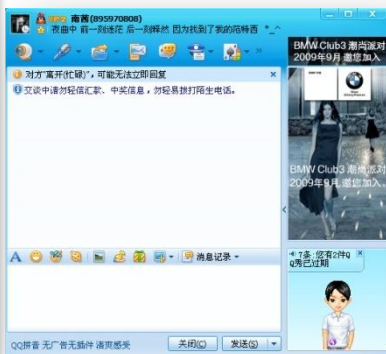 南茜(895970808)
夜曲中 前一刻迷茫 后一刻释然 因为找到了我的范特西 ^_^
对方"离开(忙碌)"，可能无法立即回复
交谈中请勿轻信汇款、中奖信息，勿轻易拨打陌生电话。
A
消息记录
QQ拼音 无广告无插件 清爽感受
关闭(C)
发送(S)
BMW Club3 潮尚派对
2009年9月 邀您加入。
BMW Club3 潮尚派对
2009年9月 邀您加入。
7条:您有2件Q
Q秀已过期